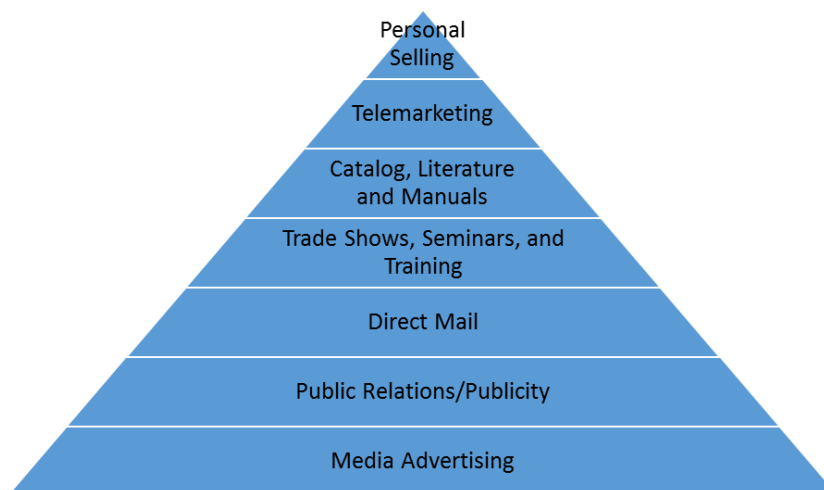 Personal
Selling
Telemarketing
Catalog, Literature
and Manuals
Trade Shows, Seminars, and
Training
Direct Mail
Public Relations/Publicity
Media Advertising